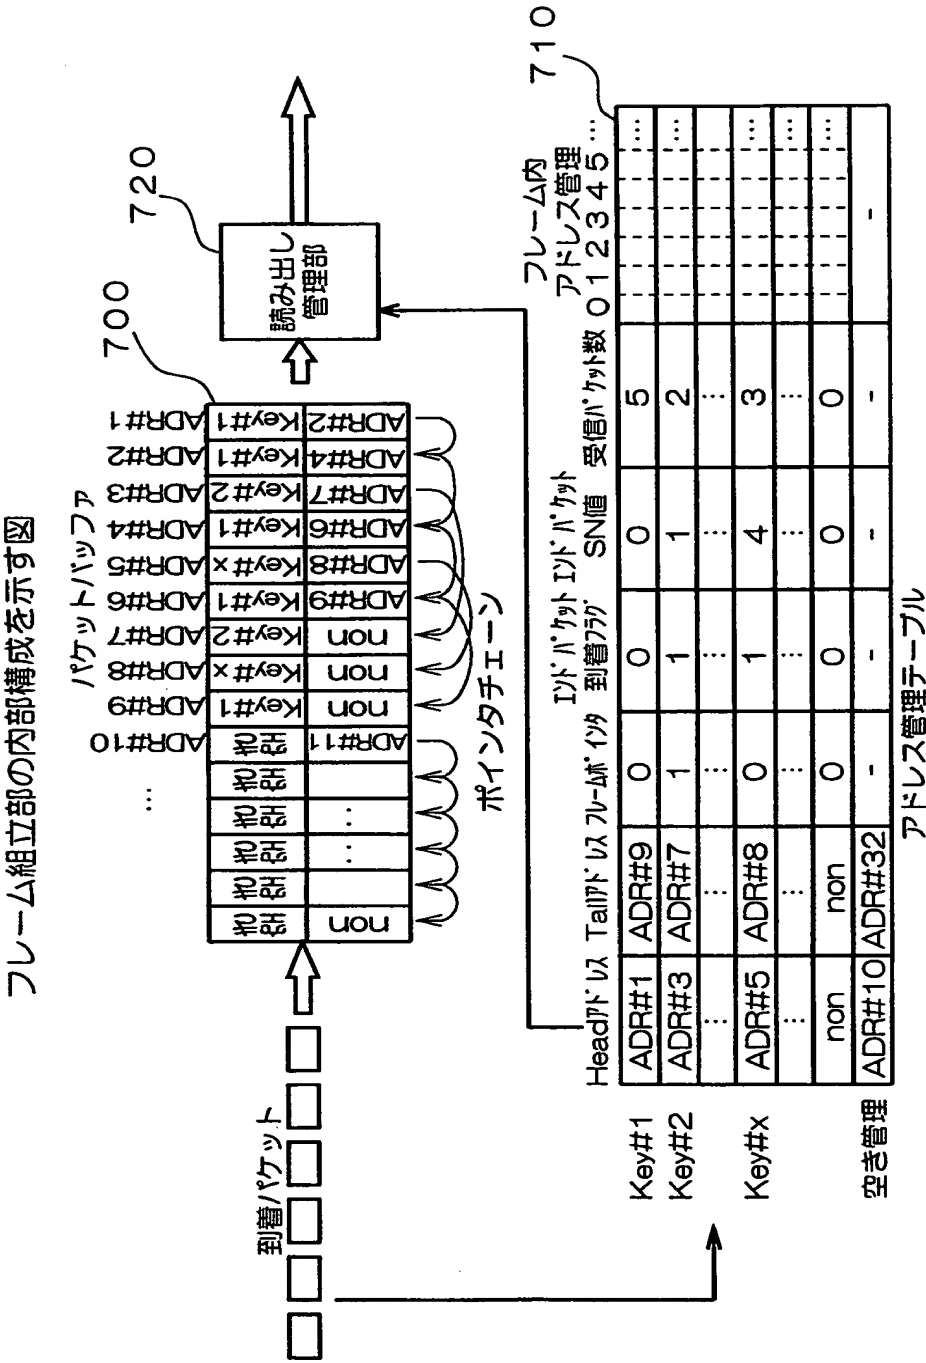 フレーム組立部の内部構成を示す図
到着パケット
パケットバッファ
… ADR#10 ADR#9 ADR#8 ADR#7 ADR#6 ADR#5 ADR#4 ADR#3 ADR#2 ADR#1
空き 空き 空き 空き 空き 空き Key#1 Key#x Key#2 Key#1 Key#x Key#1 Key#2 Key#1 Key#1
non … … ADR#11 non non non ADR#9 ADR#8 ADR#6 ADR#7 ADR#4 ADR#2
ポインタチェーン
700
読み出し
管理部
720
フレーム内
アドレス管理
Headアドレス Tailアドレス フレームポインタ エンドパケット到着フラグ エンドパケットSN値 受信パケット数 0 1 2 3 4 5 …
710
Key#1 ADR#1 ADR#9 0 0 0 5 …
Key#2 ADR#3 ADR#7 1 1 1 2 …
… … … … … …
Key#x ADR#5 ADR#8 0 1 4 3 …
… … … … … … …
non non 0 0 0 0 …
空き管理 ADR#10 ADR#32 - - - - -
アドレス管理テーブル